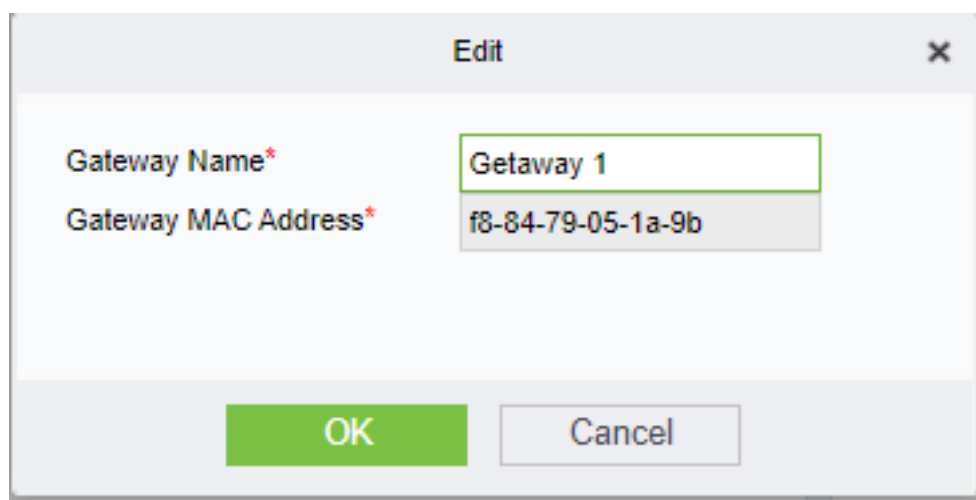 Edit
Gateway Name* Getaway 1
Gateway MAC Address* f8-84-79-05-1a-9b
OK Cancel